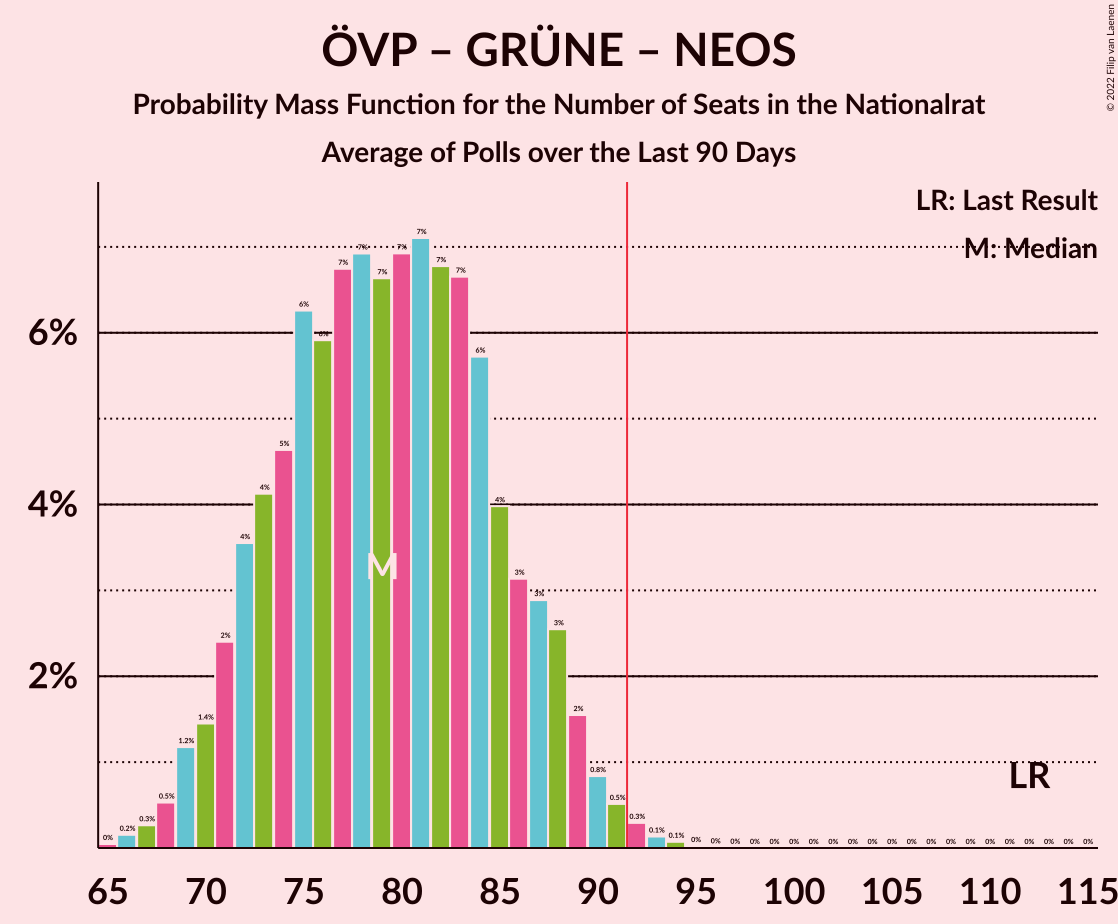 ÖVP – GRÜNE – NEOS
Probability Mass Function for the Number of Seats in the Nationalrat
Average of Polls over the Last 90 Days
© 2022 Filip van Laenen
LR: Last Result
M: Median
6%
4%
2%
0% 0.2% 0.3% 0.5% 1.2% 1.4% 2% 4% 4% 5% 6% 6% 7% 7% 7% 7% 7% 7% 7% 6% 4% 3% 3% 3% 2% 0.8% 0.5% 0.3% 0.1% 0.1% 0% 0% 0% 0% 0% 0% 0% 0% 0% 0% 0% 0% 0% 0% 0% 0% 0% 0% 0% 0% 0%
M
LR
65 70 75 80 85 90 95 100 105 110 115